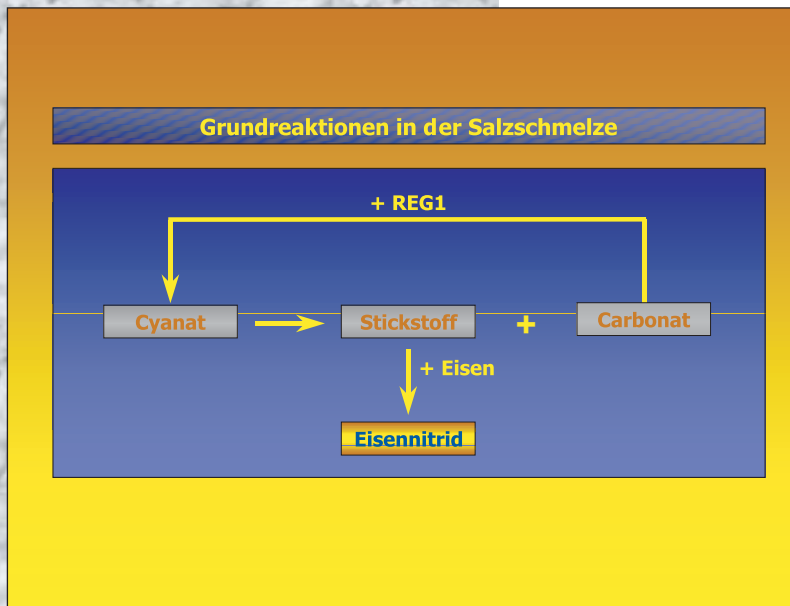 Grundreaktionen in der Salzschmelze
+ REG1
Cyanat
Stickstoff
+
Carbonat
+ Eisen
Eisennitrid